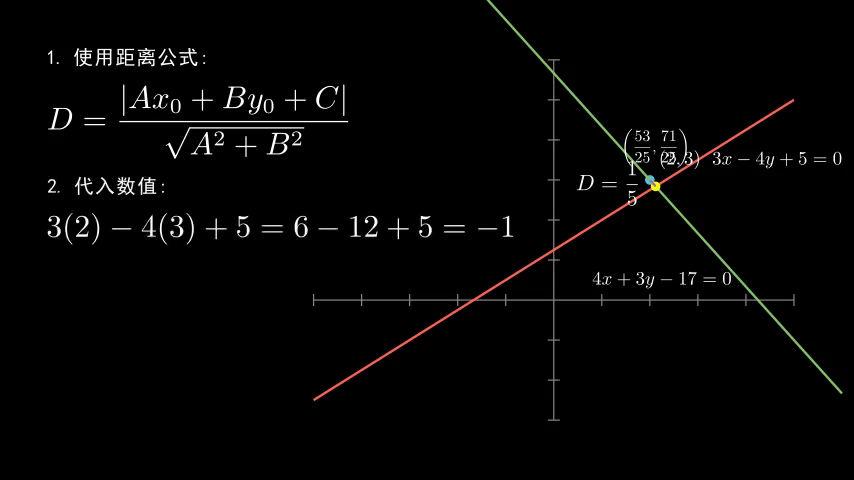 1. 使用距离公式:
D = \frac{|Ax_0 + By_0 + C|}{\sqrt{A^2 + B^2}}
2. 代入数值:
3(2) − 4(3) + 5 = 6 − 12 + 5 = −1
(\frac{53}{25}, \frac{71}{25})
(2, 3)
3x − 4y + 5 = 0
D = \frac{1}{5}
4x + 3y − 17 = 0